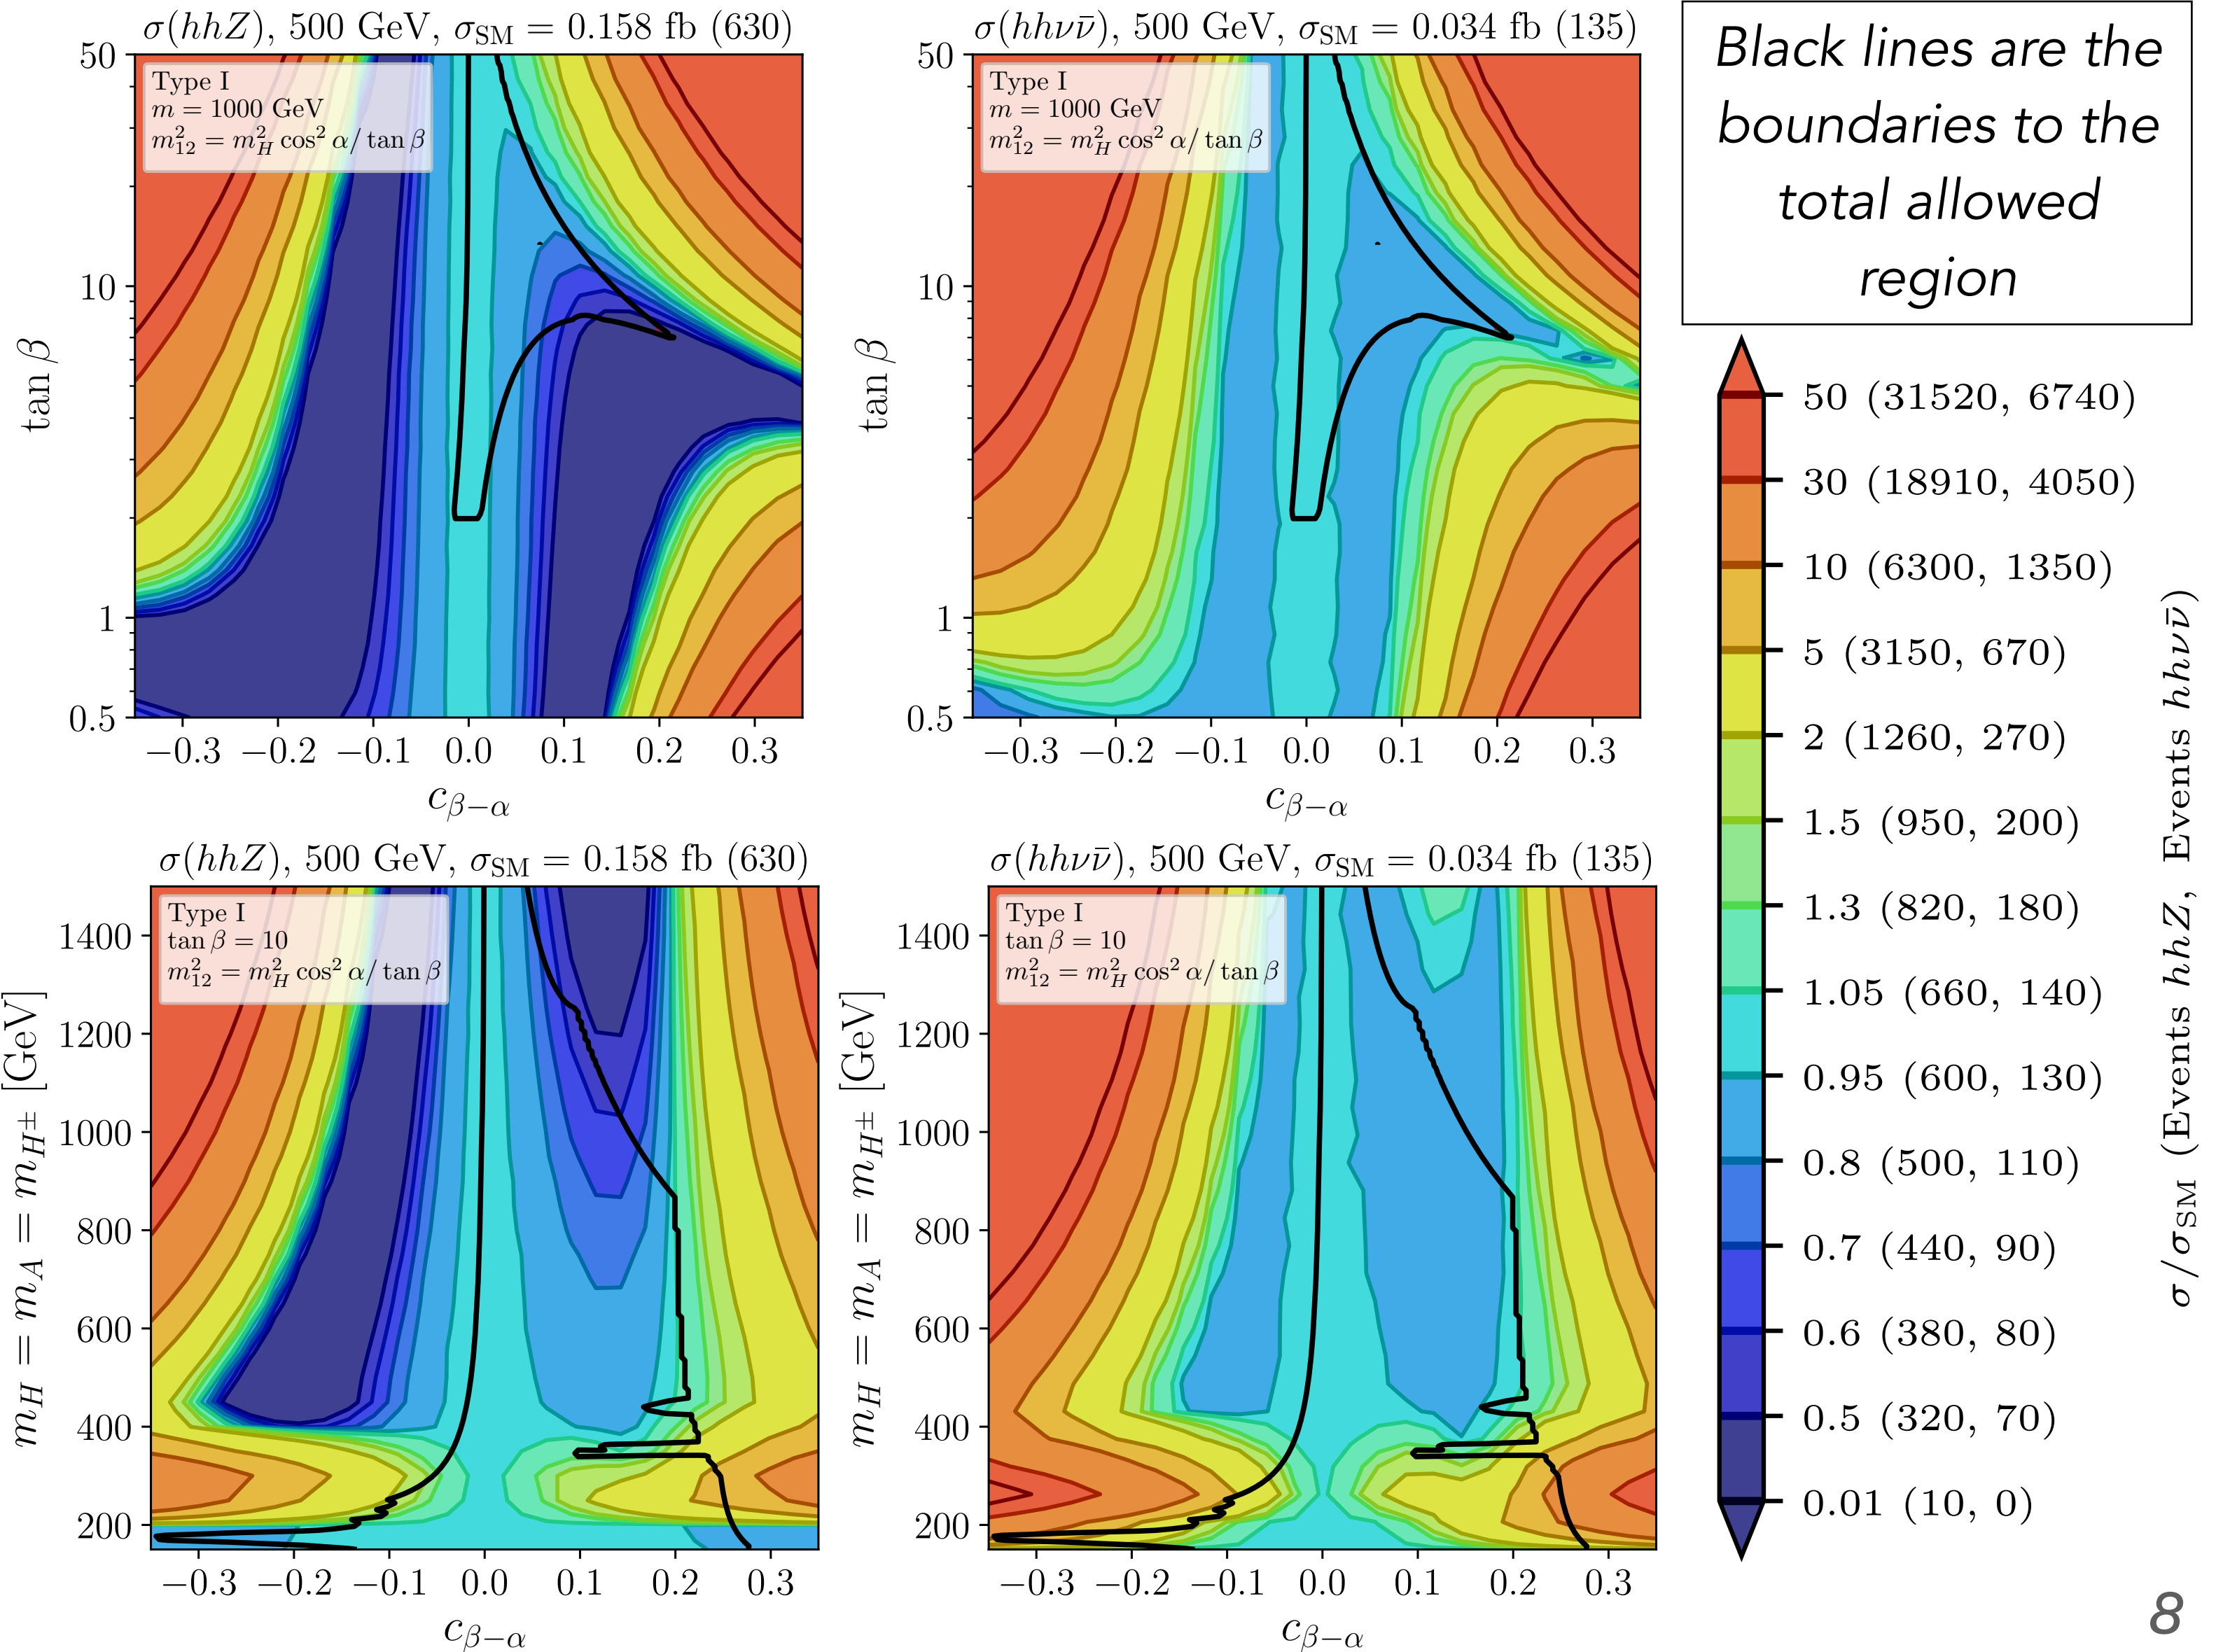 σ(hhZ), 500 GeV, σ_SM = 0.158 fb (630)
Type I
m = 1000 GeV
m²₁₂ = m²_H cos² α/ tan β
50
10
1
0.5
tan β
−0.3 −0.2 −0.1 0.0 0.1 0.2 0.3
c_{β−α}
σ(hhνν̄), 500 GeV, σ_SM = 0.034 fb (135)
Type I
m = 1000 GeV
m²₁₂ = m²_H cos² α/ tan β
50
10
1
0.5
tan β
−0.3 −0.2 −0.1 0.0 0.1 0.2 0.3
c_{β−α}
Black lines are the
boundaries to the
total allowed
region
σ(hhZ), 500 GeV, σ_SM = 0.158 fb (630)
Type I
tan β = 10
m²₁₂ = m²_H cos² α/ tan β
1400
1200
1000
800
600
400
200
m_H = m_A = m_{H±} [GeV]
−0.3 −0.2 −0.1 0.0 0.1 0.2 0.3
c_{β−α}
σ(hhνν̄), 500 GeV, σ_SM = 0.034 fb (135)
Type I
tan β = 10
m²₁₂ = m²_H cos² α/ tan β
1400
1200
1000
800
600
400
200
m_H = m_A = m_{H±} [GeV]
−0.3 −0.2 −0.1 0.0 0.1 0.2 0.3
c_{β−α}
50 (31520, 6740)
30 (18910, 4050)
10 (6300, 1350)
5 (3150, 670)
2 (1260, 270)
1.5 (950, 200)
1.3 (820, 180)
1.05 (660, 140)
0.95 (600, 130)
0.8 (500, 110)
0.7 (440, 90)
0.6 (380, 80)
0.5 (320, 70)
0.01 (10, 0)
σ/σ_SM (Events hhZ, Events hhνν̄)
8